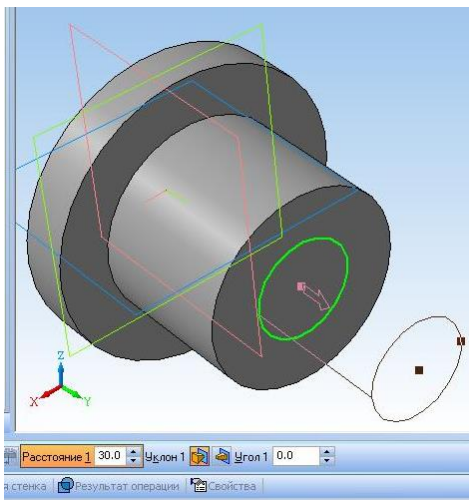 Z
X Y
Расстояние 1 30.0 Уклон 1 Угол 1 0.0
я стенка Результат операции Свойства